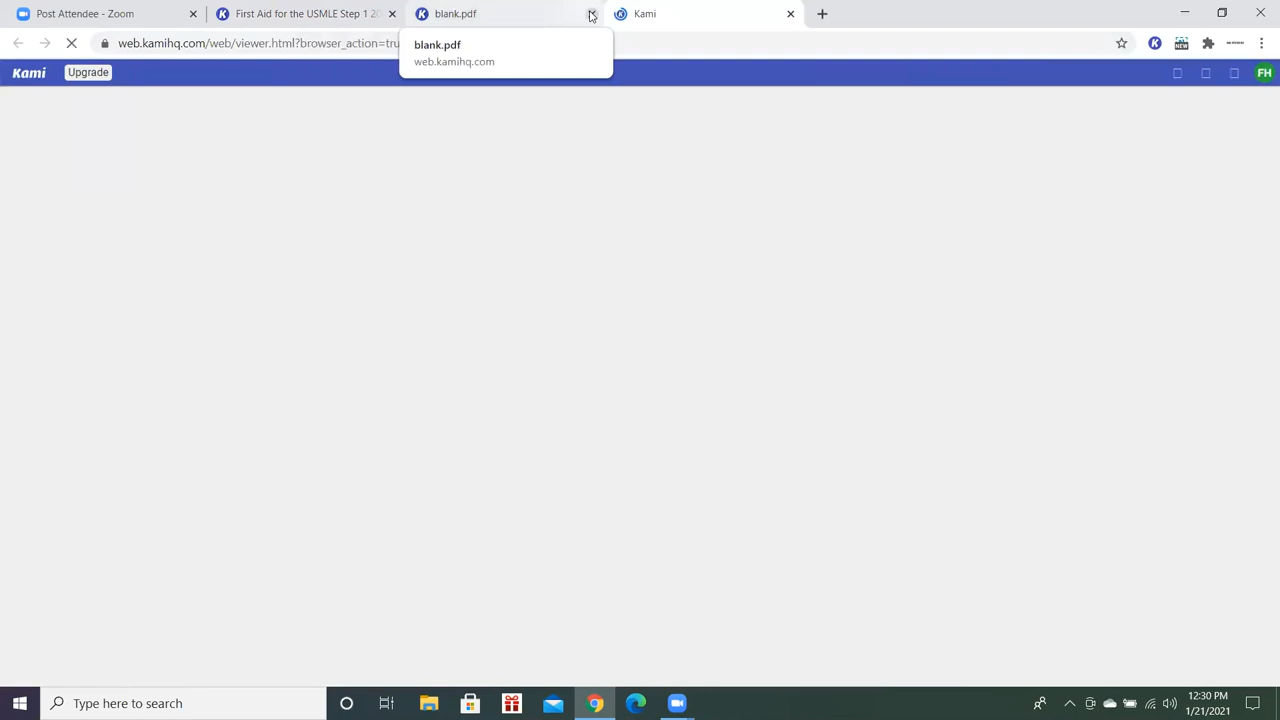 Post Attendee - Zoom
First Aid for the USMLE Step 1 20
blank.pdf
Kami
web.kamihq.com/web/viewer.html?browser_action=tru
NEW
blank.pdf
web.kamihq.com
Kami
Upgrade
FH
Type here to search
12:30 PM
1/21/2021